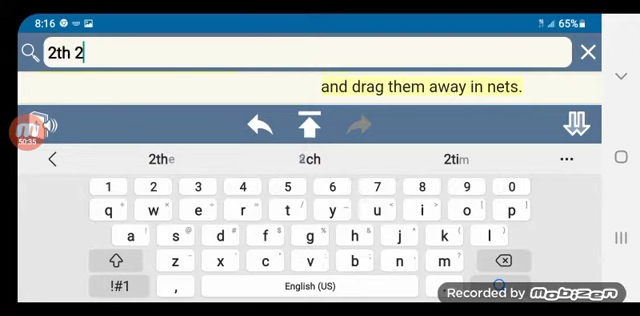 8:16 65%
2th 2
and drag them away in nets.
50:35
2the 2ch 2tim ...
1 2 3 4 5 6 7 8 9 0
q w e r t y u i o p
a s d f g h j k l
z x c v b n m
!#1 , English (US)
Recorded by mobizen